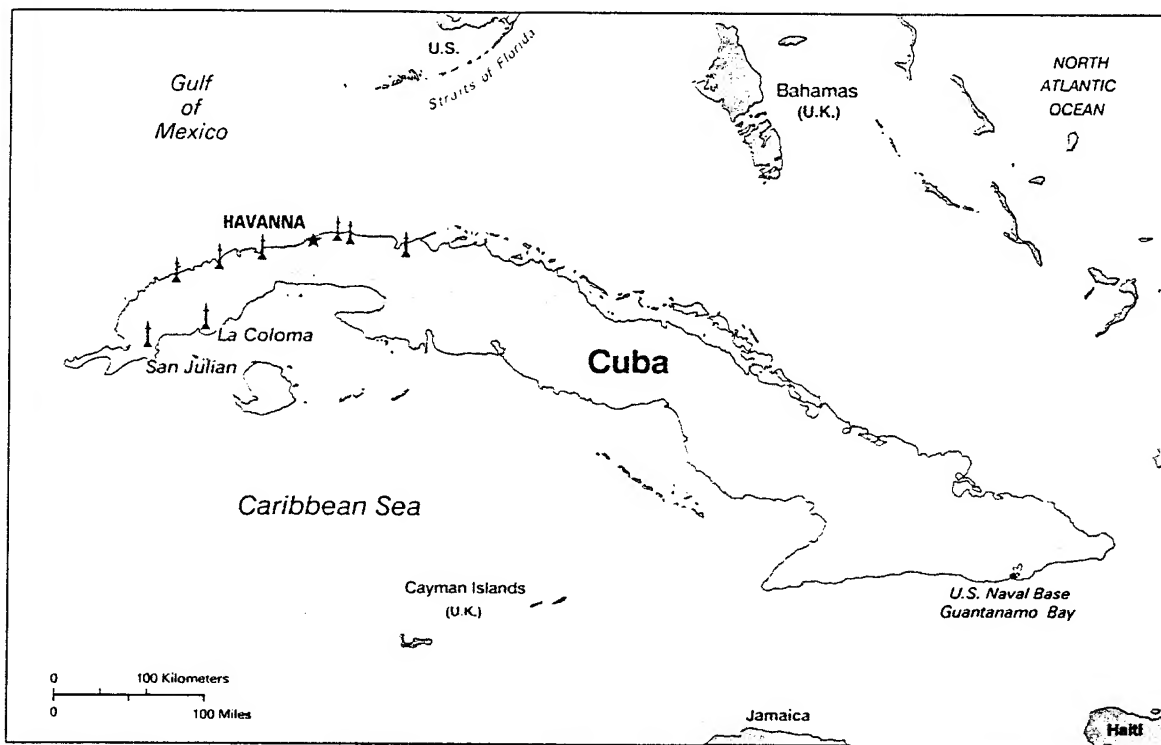 U.S.
Straits of Florida
Gulf
of
Mexico
Bahamas
(U.K.)
NORTH
ATLANTIC
OCEAN
HAVANNA
La Coloma
San Julian
Cuba
Caribbean Sea
Cayman Islands
(U.K.)
U.S. Naval Base
Guantanamo Bay
0 100 Kilometers
0 100 Miles
Jamaica
Haiti